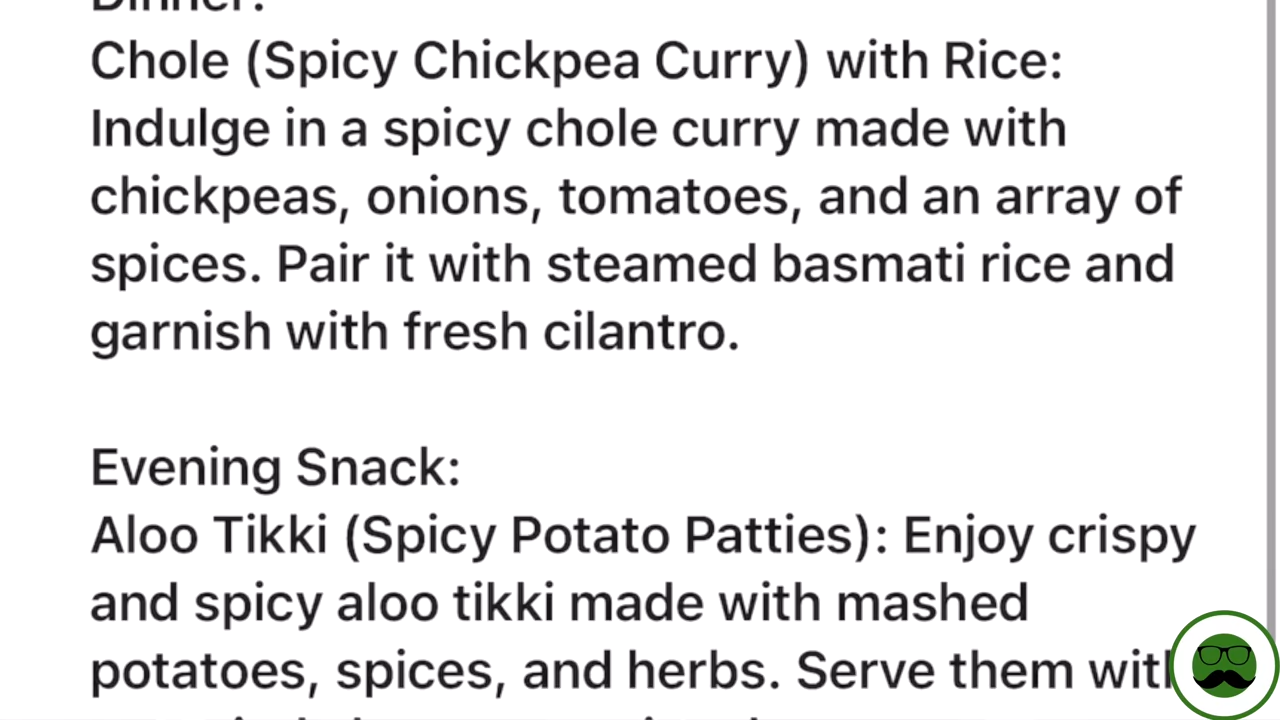 Dinner:
Chole (Spicy Chickpea Curry) with Rice:
Indulge in a spicy chole curry made with
chickpeas, onions, tomatoes, and an array of
spices. Pair it with steamed basmati rice and
garnish with fresh cilantro.
Evening Snack:
Aloo Tikki (Spicy Potato Patties): Enjoy crispy
and spicy aloo tikki made with mashed
potatoes, spices, and herbs. Serve them with